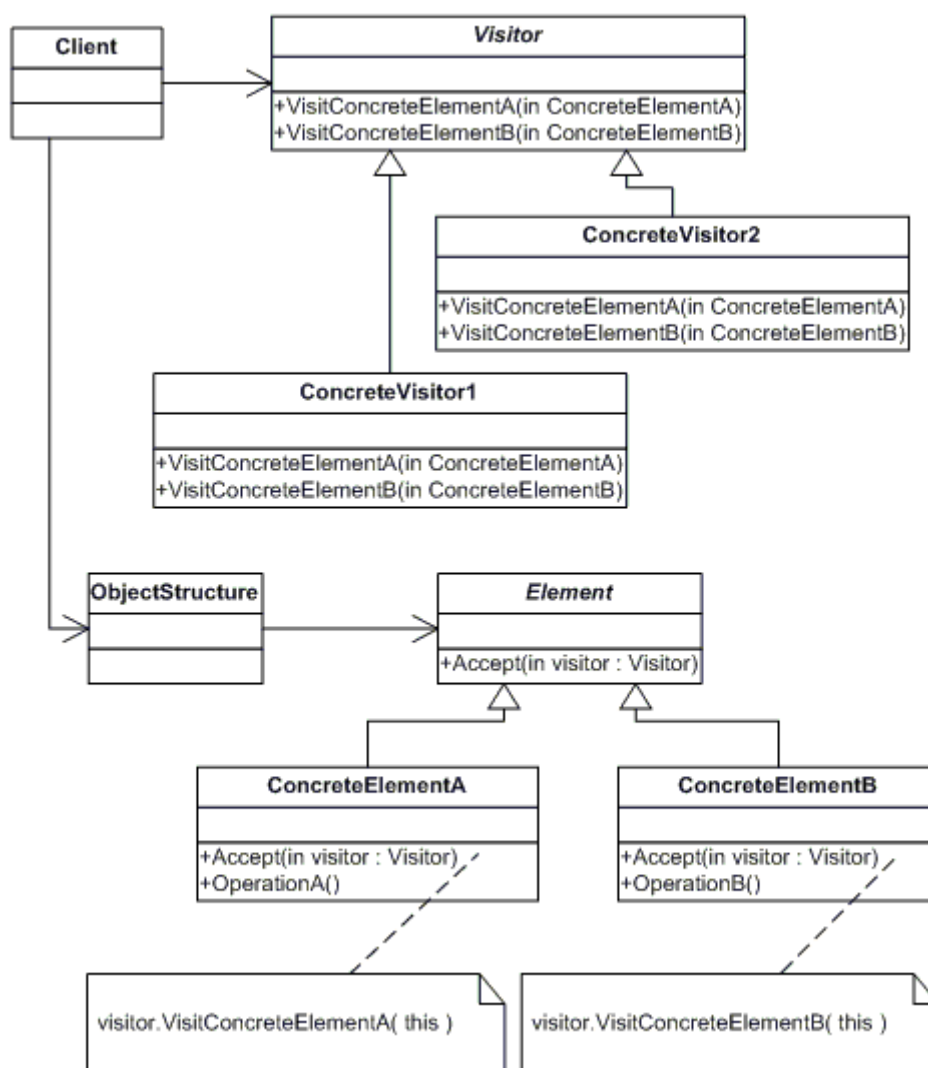 Client
Visitor
+VisitConcreteElementA(in ConcreteElementA)
+VisitConcreteElementB(in ConcreteElementB)
ConcreteVisitor2
+VisitConcreteElementA(in ConcreteElementA)
+VisitConcreteElementB(in ConcreteElementB)
ConcreteVisitor1
+VisitConcreteElementA(in ConcreteElementA)
+VisitConcreteElementB(in ConcreteElementB)
ObjectStructure
Element
+Accept(in visitor : Visitor)
ConcreteElementA
+Accept(in visitor : Visitor)
+OperationA()
ConcreteElementB
+Accept(in visitor : Visitor)
+OperationB()
visitor.VisitConcreteElementA( this )
visitor.VisitConcreteElementB( this )